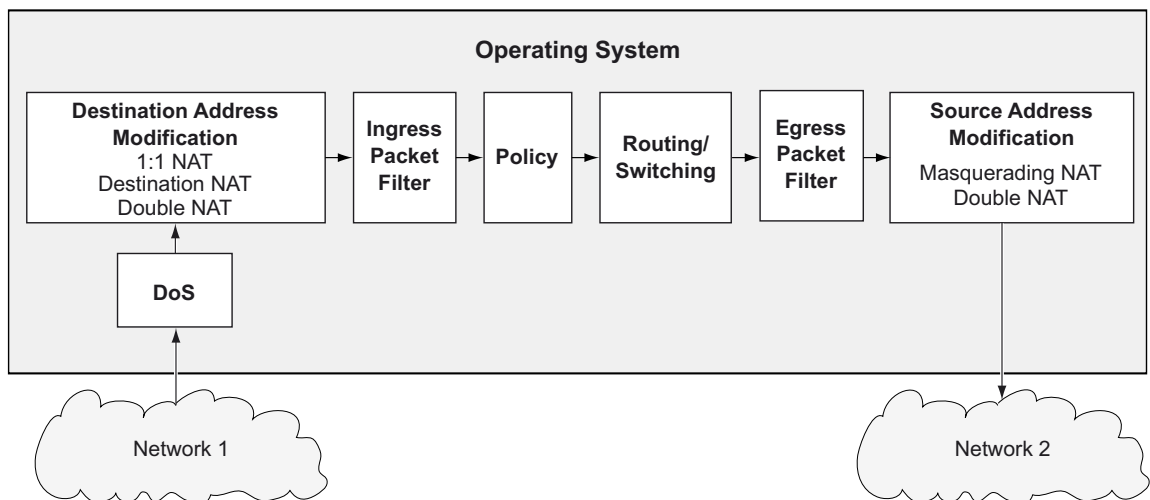 Operating System
Destination Address
Modification
1:1 NAT
Destination NAT
Double NAT
Ingress
Packet
Filter
Policy
Routing/
Switching
Egress
Packet
Filter
Source Address
Modification
Masquerading NAT
Double NAT
DoS
Network 1
Network 2